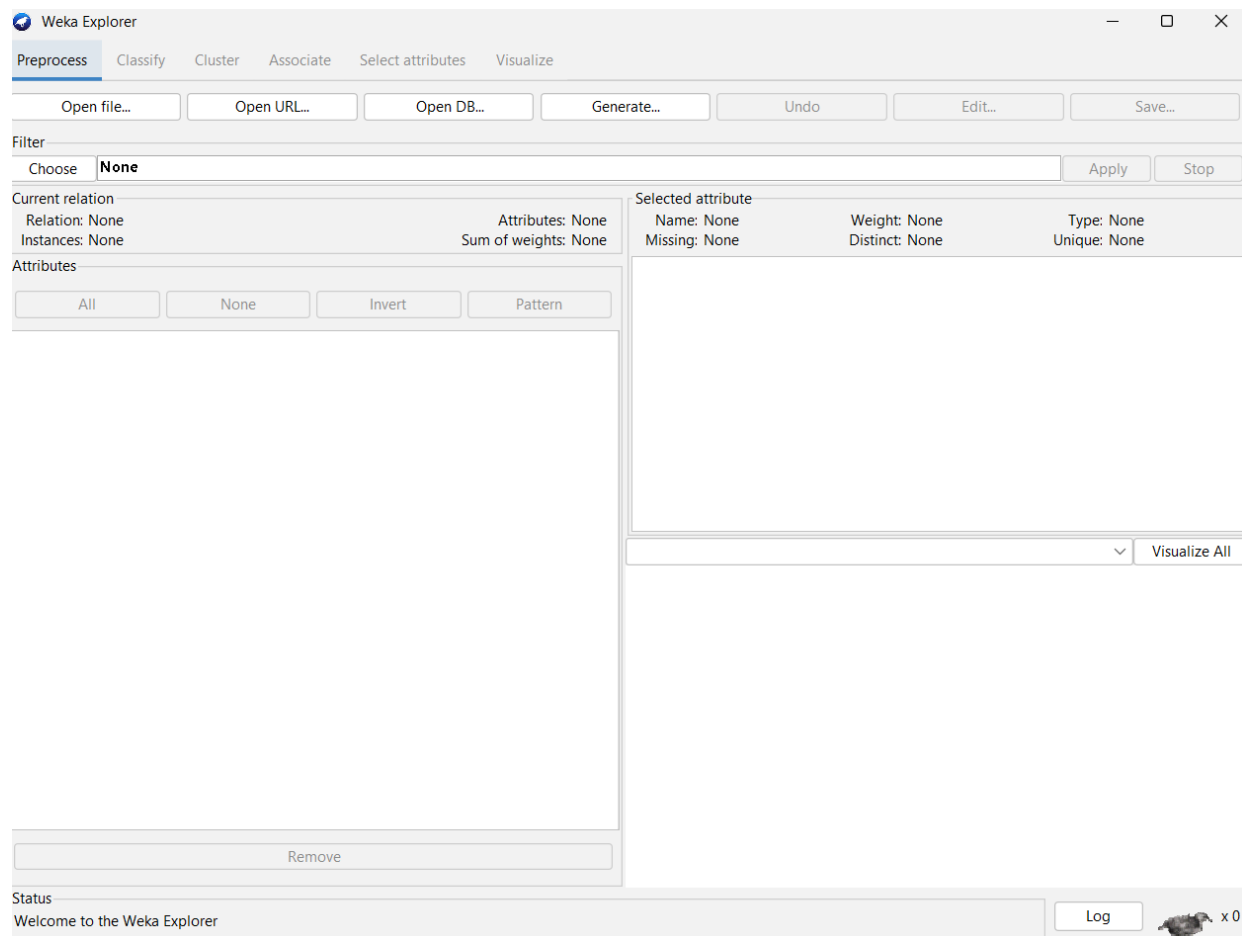 Weka Explorer
Preprocess Classify Cluster Associate Select attributes Visualize
Open file... Open URL... Open DB... Generate... Undo Edit... Save...
Filter
Choose None Apply Stop
Current relation
Relation: None Attributes: None
Instances: None Sum of weights: None
Selected attribute
Name: None Weight: None Type: None
Missing: None Distinct: None Unique: None
Attributes
All None Invert Pattern
Visualize All
Remove
Status
Welcome to the Weka Explorer
Log x 0